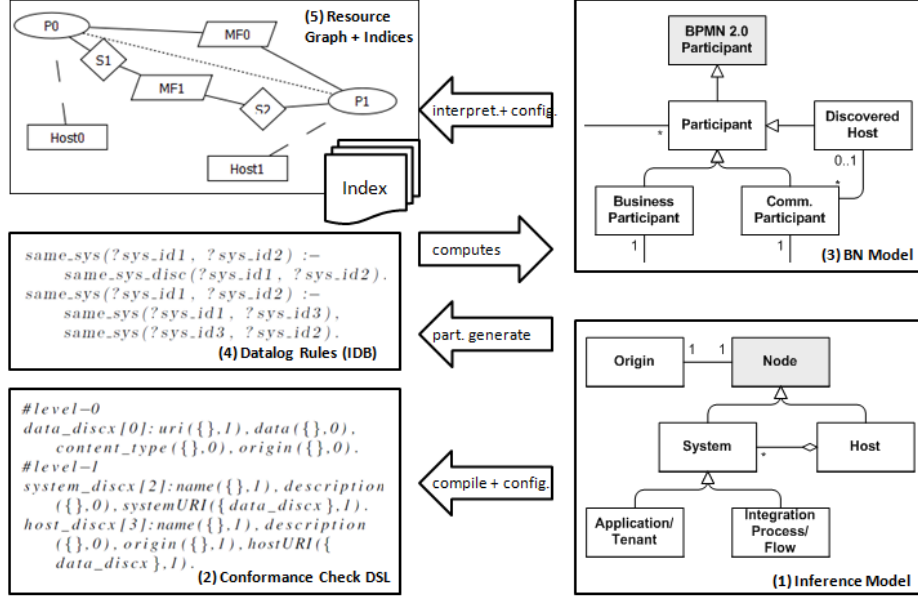 (5) Resource
Graph + Indices
P0
MF0
S1
MF1
S2
P1
Host0
Host1
Index
interpret.+ config.
BPMN 2.0
Participant
*
Participant
Discovered
Host
0..1
*
Business
Participant
Comm.
Participant
1
1
(3) BN Model
same_sys(?sys_id1, ?sys_id2) :-
same_sys_disc(?sys_id1, ?sys_id2).
same_sys(?sys_id1, ?sys_id2) :-
same_sys(?sys_id1, ?sys_id3),
same_sys(?sys_id3, ?sys_id2).
(4) Datalog Rules (IDB)
computes
part. generate
Origin
1
1
Node
System
*
Host
Application/
Tenant
Integration
Process/
Flow
(1) Inference Model
#level-0
data_discx[0]:uri({},1),data({},0),
content_type({},0),origin({},0).
#level-1
system_discx[2]:name({},1),description
({},0),systemURI({data_discx},1).
host_discx[3]:name({},1),description
({},0),origin({},1),hostURI({
data_discx},1).
(2) Conformance Check DSL
compile + config.